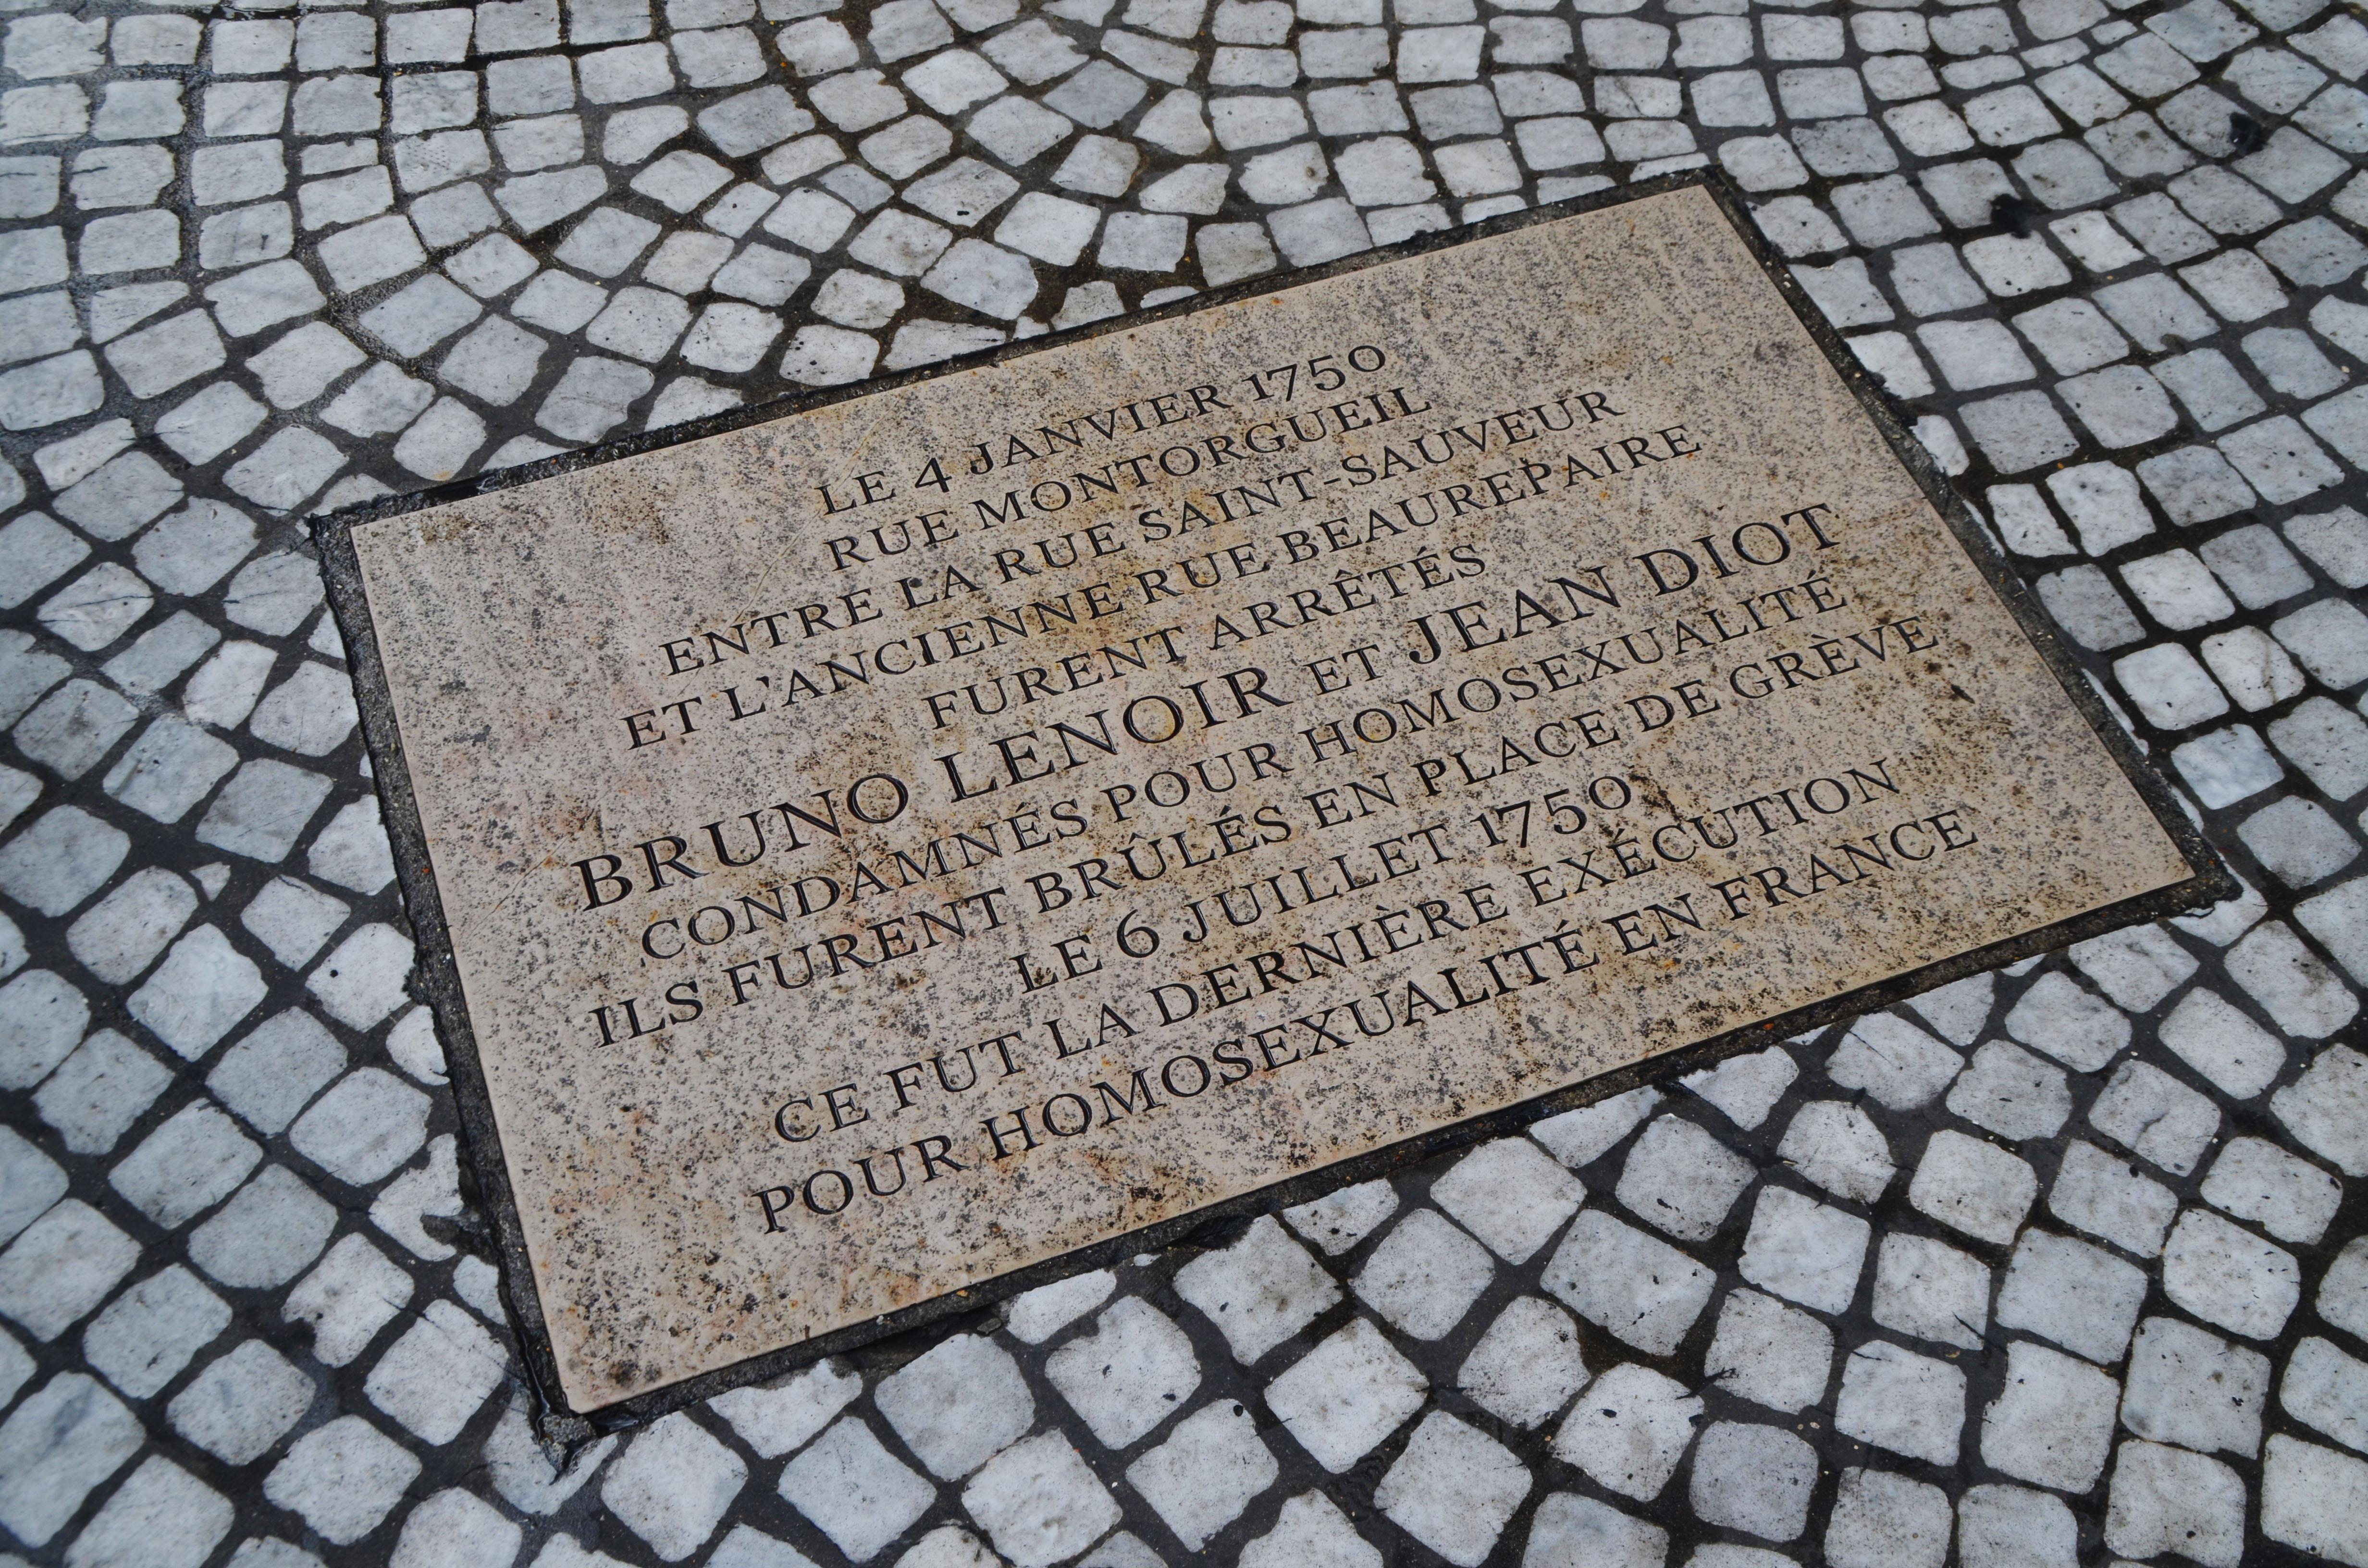 LE 4 JANVIER 1750
RUE MONTORGUEIL
ENTRE LA RUE SAINT-SAUVEUR
ET L'ANCIENNE RUE BEAUREPAIRE
FURENT ARRÊTÉS
BRUNO LENOIR ET JEAN DIOT
CONDAMNÉS POUR HOMOSEXUALITÉ
ILS FURENT BRÛLÉS EN PLACE DE GRÈVE
LE 6 JUILLET 1750
CE FUT LA DERNIÈRE EXÉCUTION
POUR HOMOSEXUALITÉ EN FRANCE